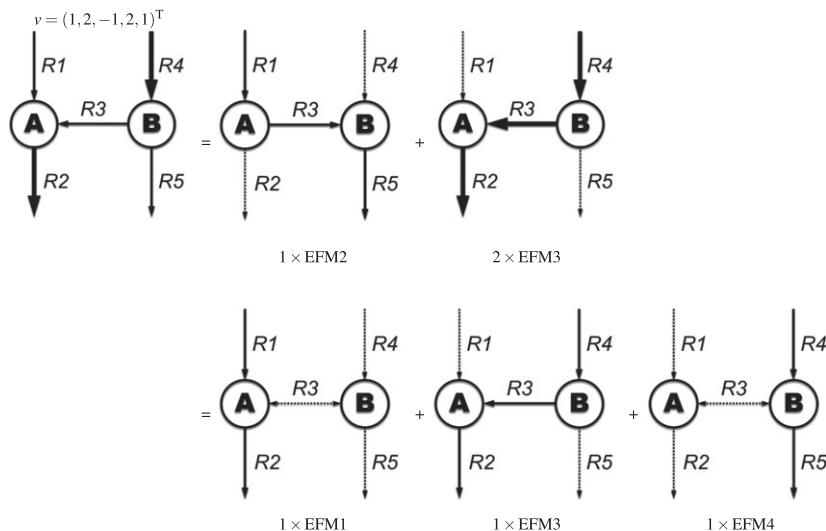 v = (1, 2, −1, 2, 1)ᵀ
R1 R4 R1 R4 R1 R4
A R3 B = A R3 B + A R3 B
R2 R5 R2 R5 R2 R5
1 × EFM2 2 × EFM3
R1 R4 R1 R4 R1 R4
= A R3 B + A R3 B + A R3 B
R2 R5 R2 R5 R2 R5
1 × EFM1 1 × EFM3 1 × EFM4